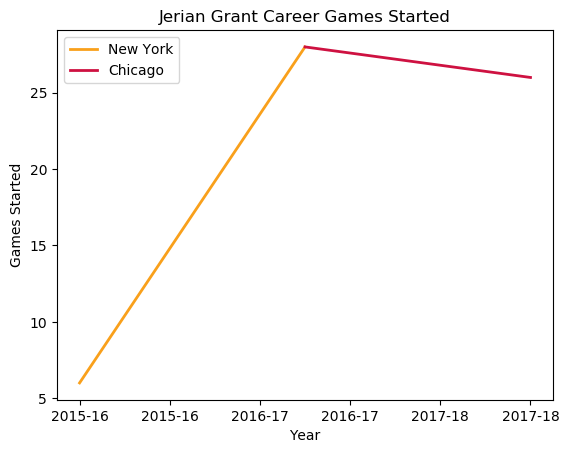 Jerian Grant Career Games Started
New York
Chicago
Games Started
25
20
15
10
5
2015-16 2015-16 2016-17 2016-17 2017-18 2017-18
Year